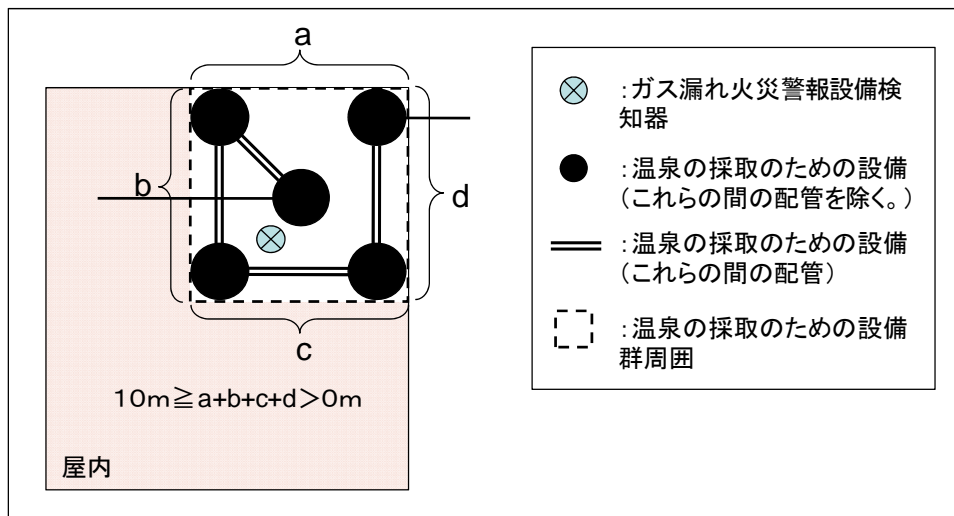 a
b
d
c
10m≧a+b+c+d＞0m
屋内
：ガス漏れ火災警報設備検
知器
：温泉の採取のための設備
（これらの間の配管を除く。）
：温泉の採取のための設備
（これらの間の配管）
：温泉の採取のための設備
群周囲